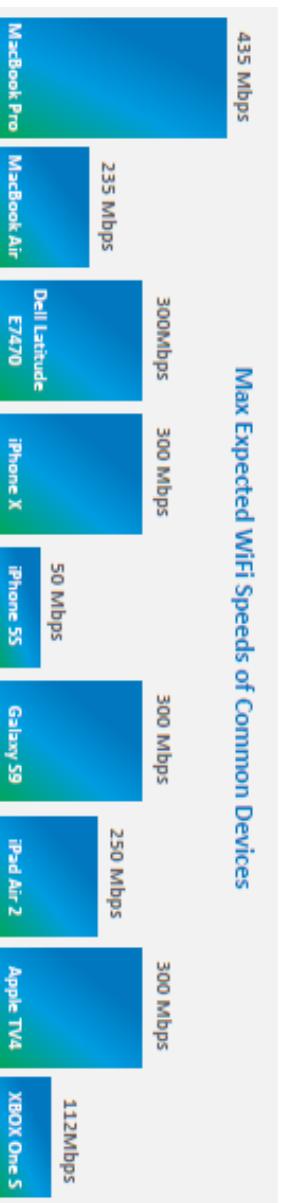 Max Expected WiFi Speeds of Common Devices
435 Mbps
235 Mbps
300Mbps
300 Mbps
50 Mbps
300 Mbps
250 Mbps
300 Mbps
112Mbps
MacBook Pro
MacBook Air
Dell Latitude
E7470
iPhone X
iPhone 5S
Galaxy S9
iPad Air 2
Apple TV4
XBOX One S